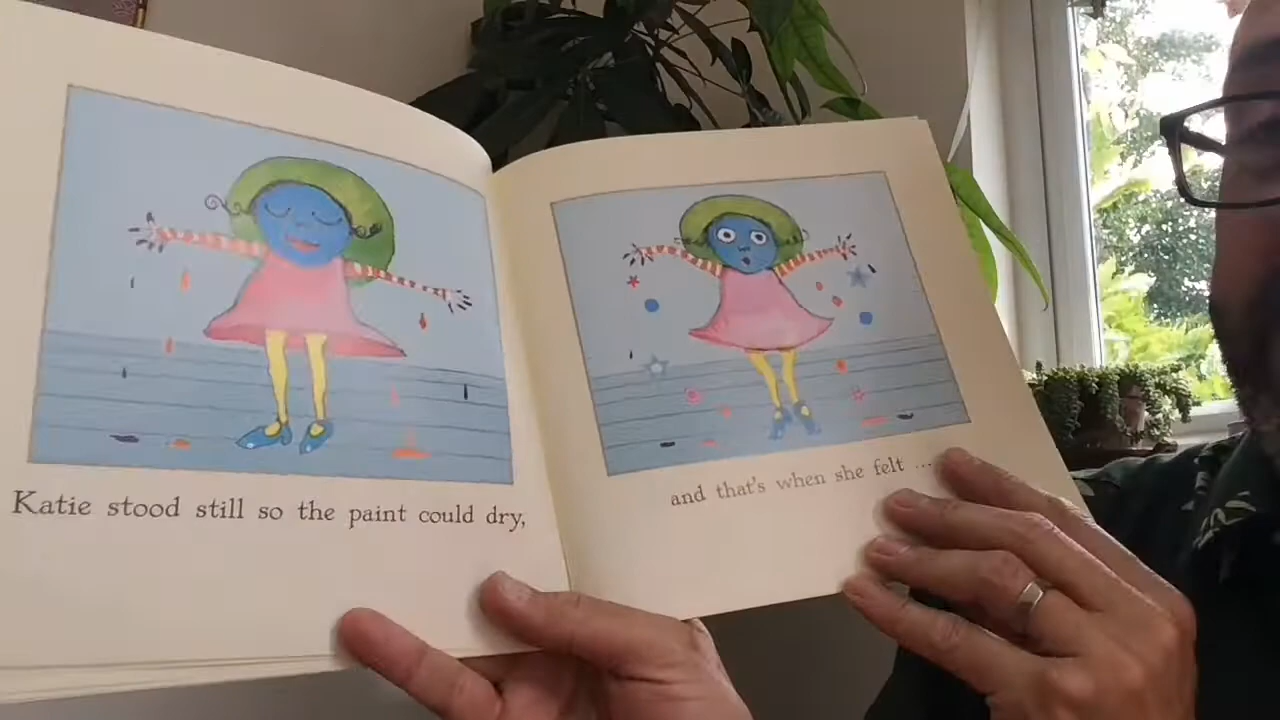 Katie stood still so the paint could dry,
and that's when she felt ...